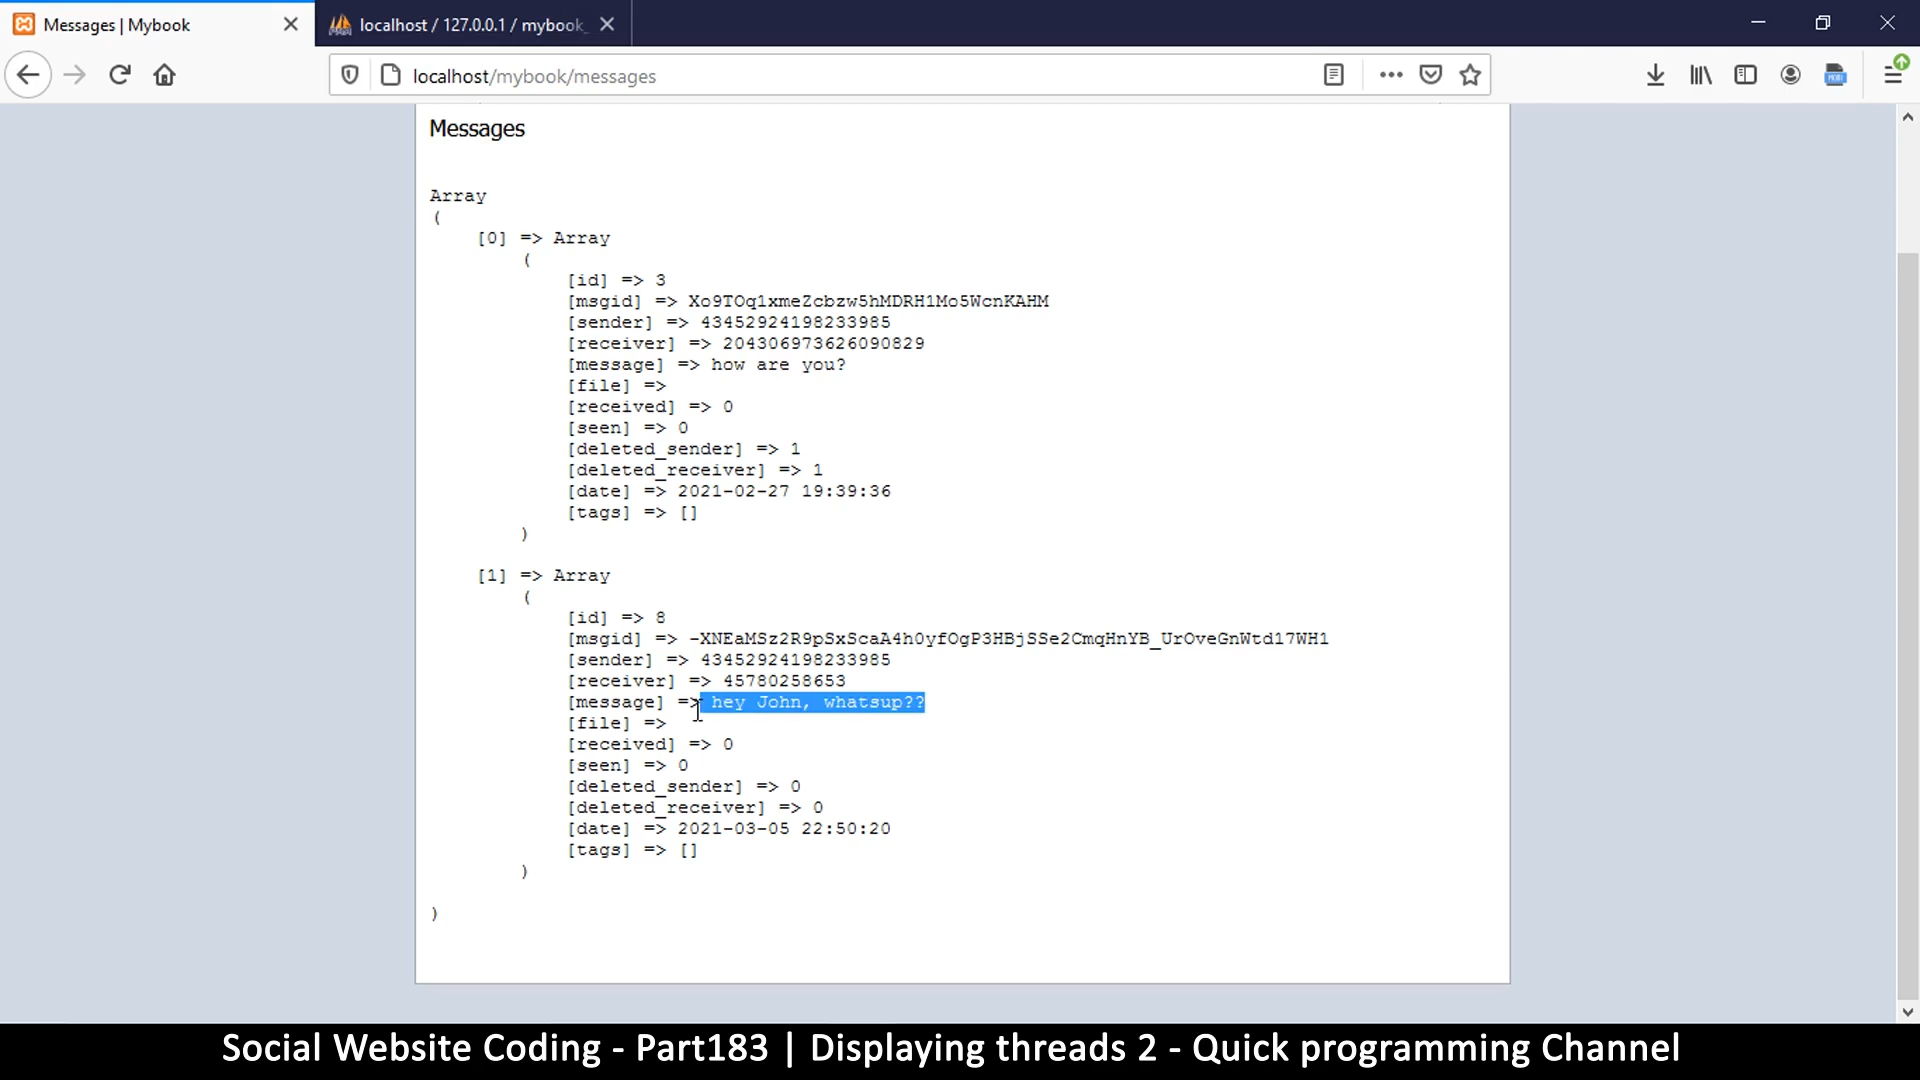 Messages | Mybook
localhost / 127.0.0.1 / mybook_
localhost/mybook/messages
Messages
Array
(
[0] => Array
(
[id] => 3
[msgid] => Xo9TOq1xmeZcbzw5hMDRH1Mo5WcnKAHM
[sender] => 43452924198233985
[receiver] => 204306973626090829
[message] => how are you?
[file] =>
[received] => 0
[seen] => 0
[deleted_sender] => 1
[deleted_receiver] => 1
[date] => 2021-02-27 19:39:36
[tags] => []
)
[1] => Array
(
[id] => 8
[msgid] => -XNEaMSz2R9pSxScaA4h0yfOgP3HBjSSe2CmqHnYB_UrOveGnWtd17WH1
[sender] => 43452924198233985
[receiver] => 45780258653
[message] => hey John, whatsup??
[file] =>
[received] => 0
[seen] => 0
[deleted_sender] => 0
[deleted_receiver] => 0
[date] => 2021-03-05 22:50:20
[tags] => []
)
)
Social Website Coding - Part183 | Displaying threads 2 - Quick programming Channel